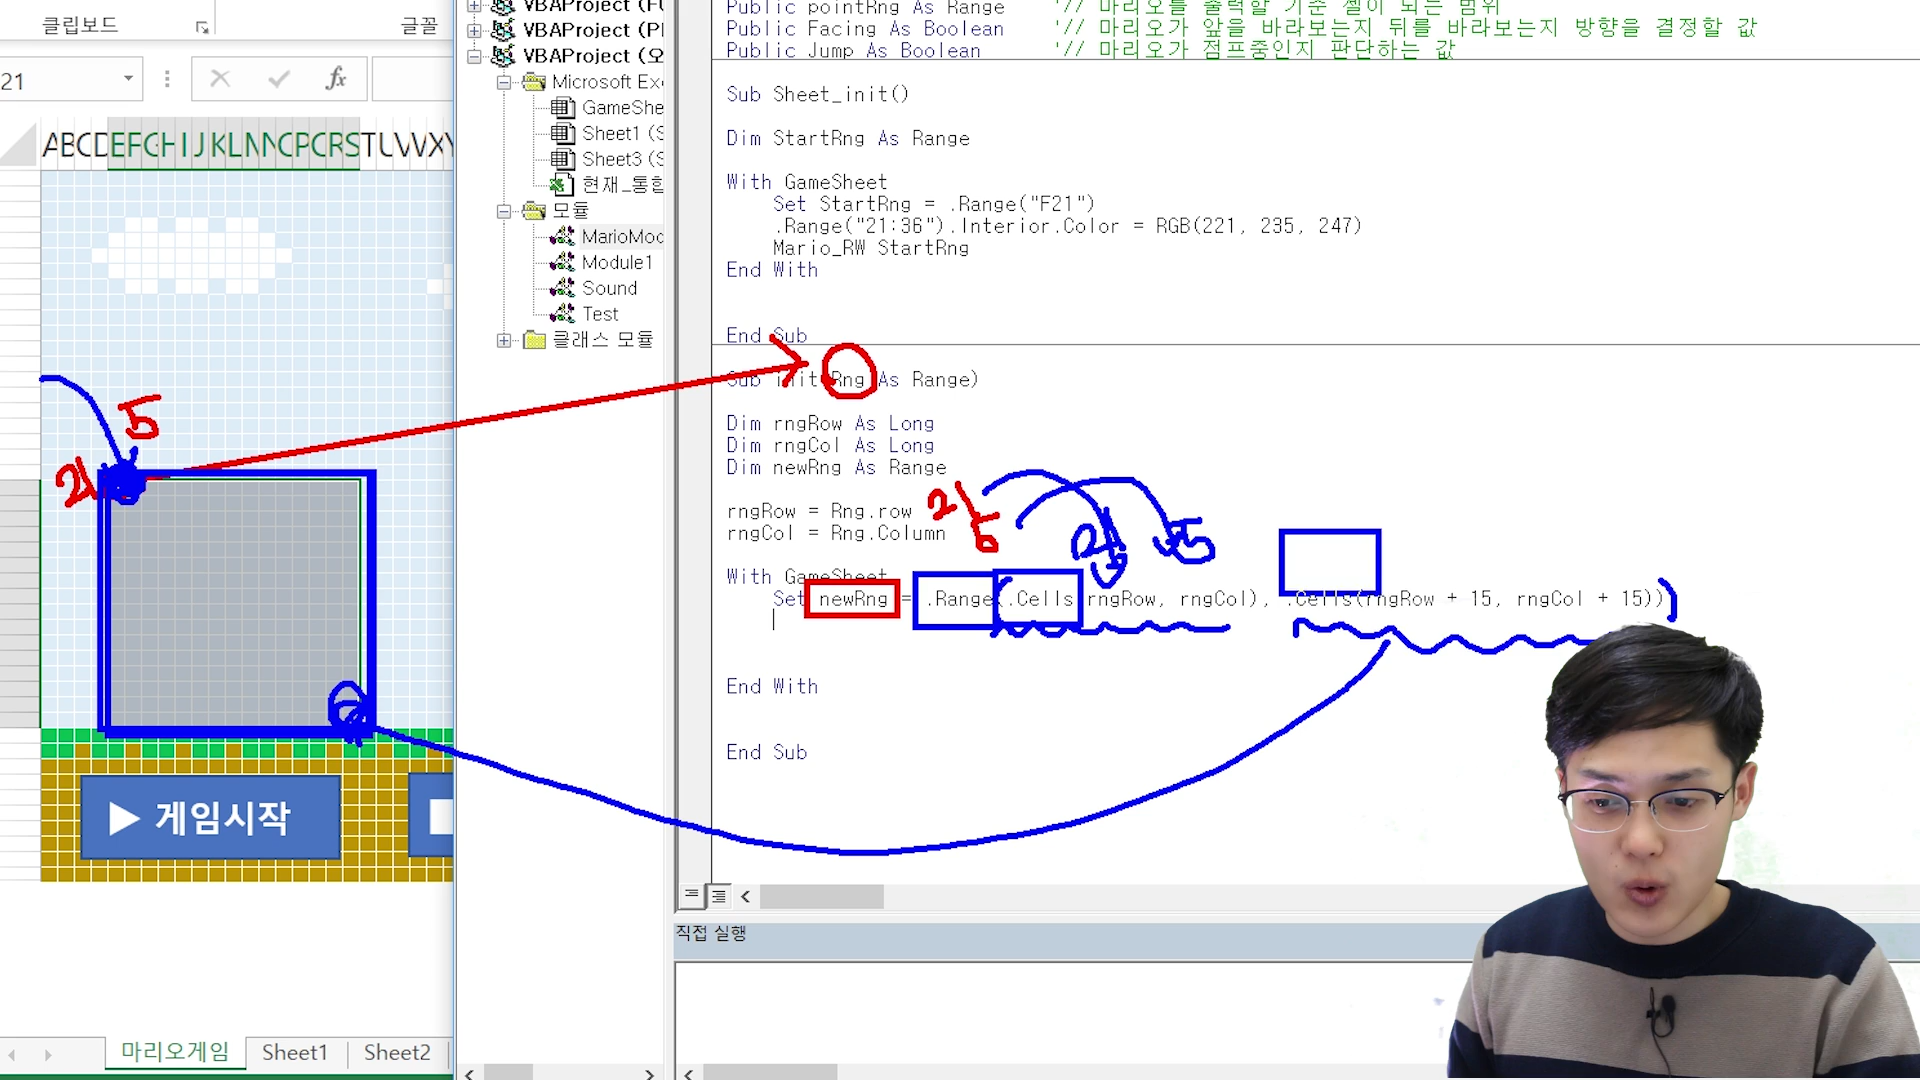 클립보드
글꼴
21
fx
VBAProject (오
Microsoft Exc
GameShe
Sheet1 (S
Sheet3 (S
현재_통합
모듈
MarioMod
Module1
Sound
Test
클래스 모듈
Public pointRng As Range '// 마리오를 출력할 기준 셀이 되는 범위
Public Facing As Boolean '// 마리오가 앞을 바라보는지 뒤를 바라보는지 방향을 결정할 값
Public Jump As Boolean '// 마리오가 점프중인지 판단하는 값
Sub Sheet_init()
Dim StartRng As Range
With GameSheet
Set StartRng = .Range("F21")
.Range("21:36").Interior.Color = RGB(221, 235, 247)
Mario_RW StartRng
End With
End Sub
Sub init(Rng As Range)
Dim rngRow As Long
Dim rngCol As Long
Dim newRng As Range
rngRow = Rng.row
rngCol = Rng.Column
With GameSheet
Set newRng = .Range(.Cells(rngRow, rngCol), .Cells(rngRow + 15, rngCol + 15))
End With
End Sub
5
21
21
5
21
5
▶ 게임시작
직접 실행
마리오게임
Sheet1
Sheet2